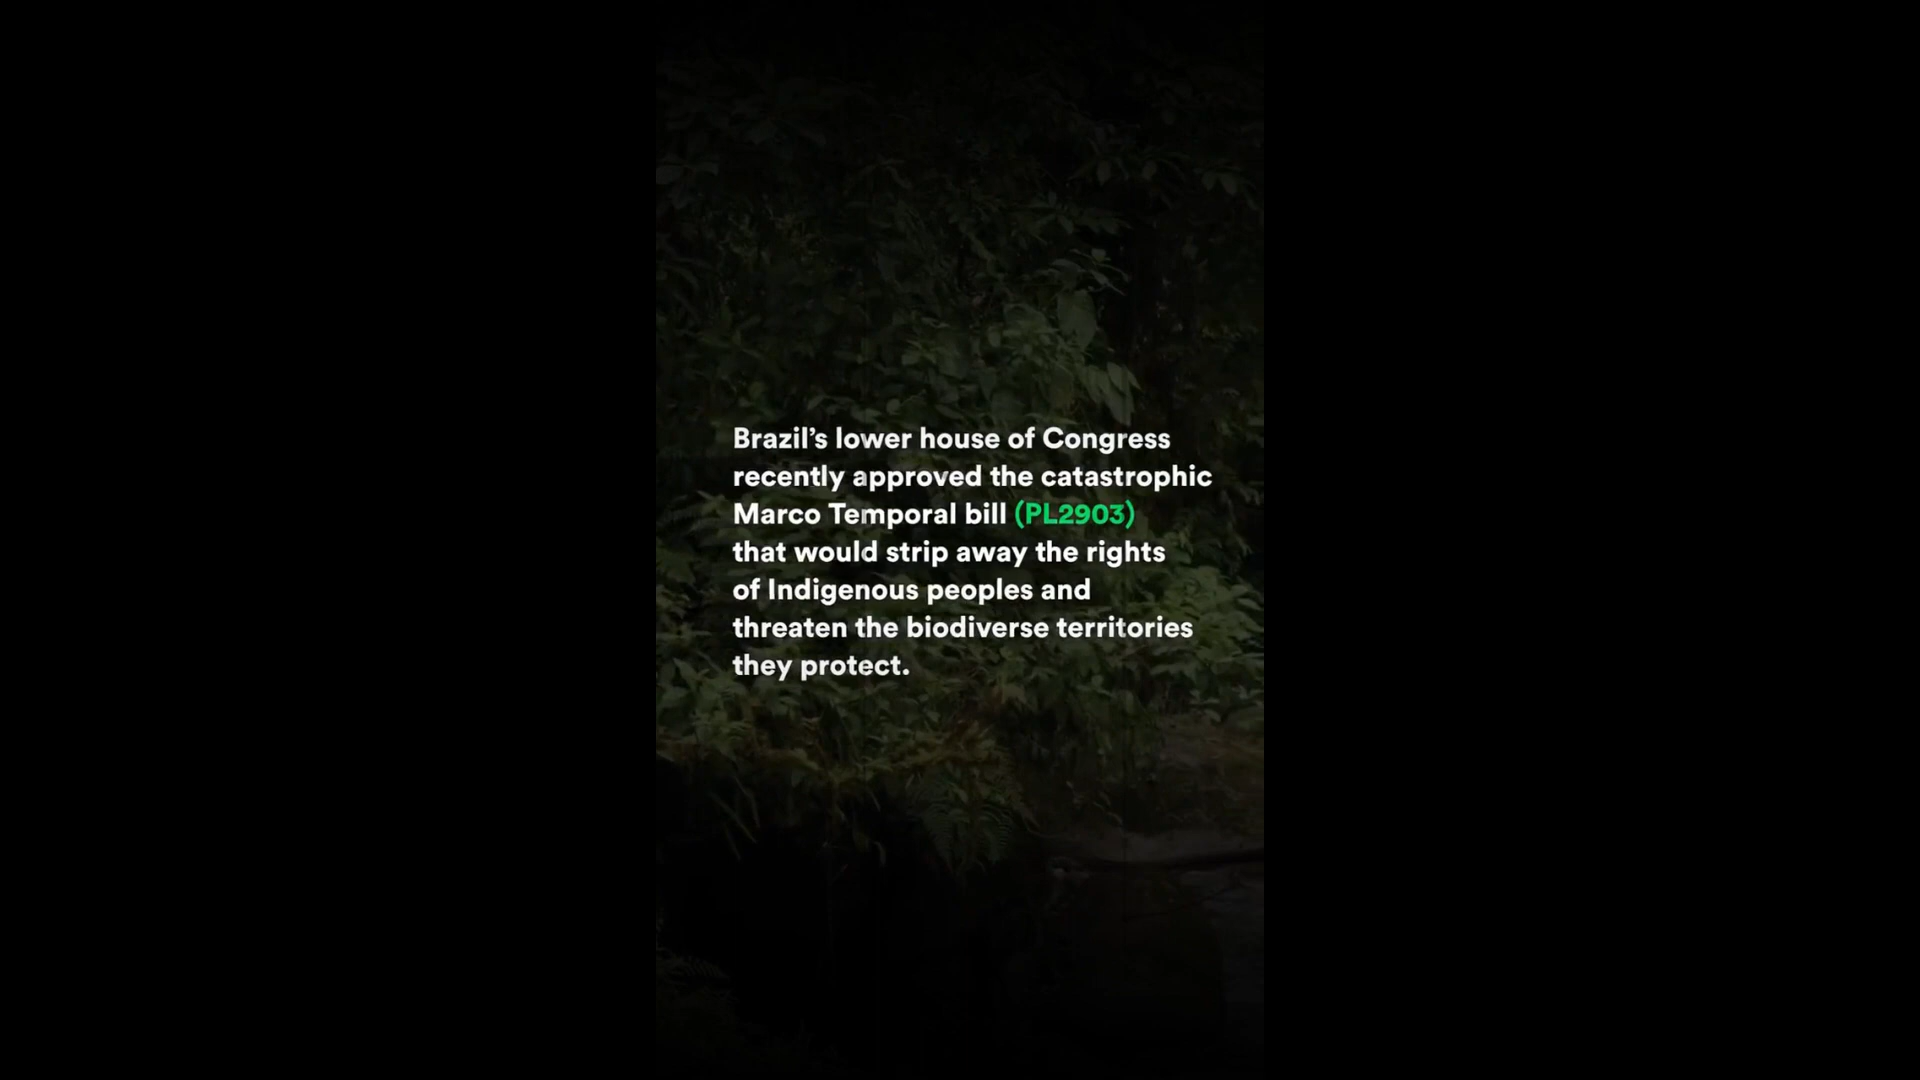 Brazil’s lower house of Congress
recently approved the catastrophic
Marco Temporal bill (PL2903)
that would strip away the rights
of Indigenous peoples and
threaten the biodiverse territories
they protect.